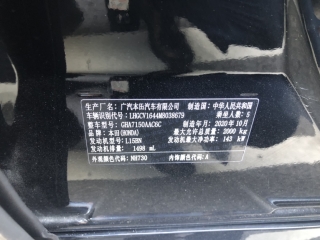 生产厂名: 广汽本田汽车有限公司 制造国: 中华人民共和国
车辆识别代号: LHGCV1644M8038679 乘坐人数: 5
整车型号: GHA7150AAC6C 制造年月: 2020年10月
品牌: 本田(HONDA) 最大允许总质量: 2000 kg
发动机型号: L15BN 发动机最大净功率: 143 kW
发动机排量: 1498 mL
外观颜色代码: NH730 内饰颜色代码: A